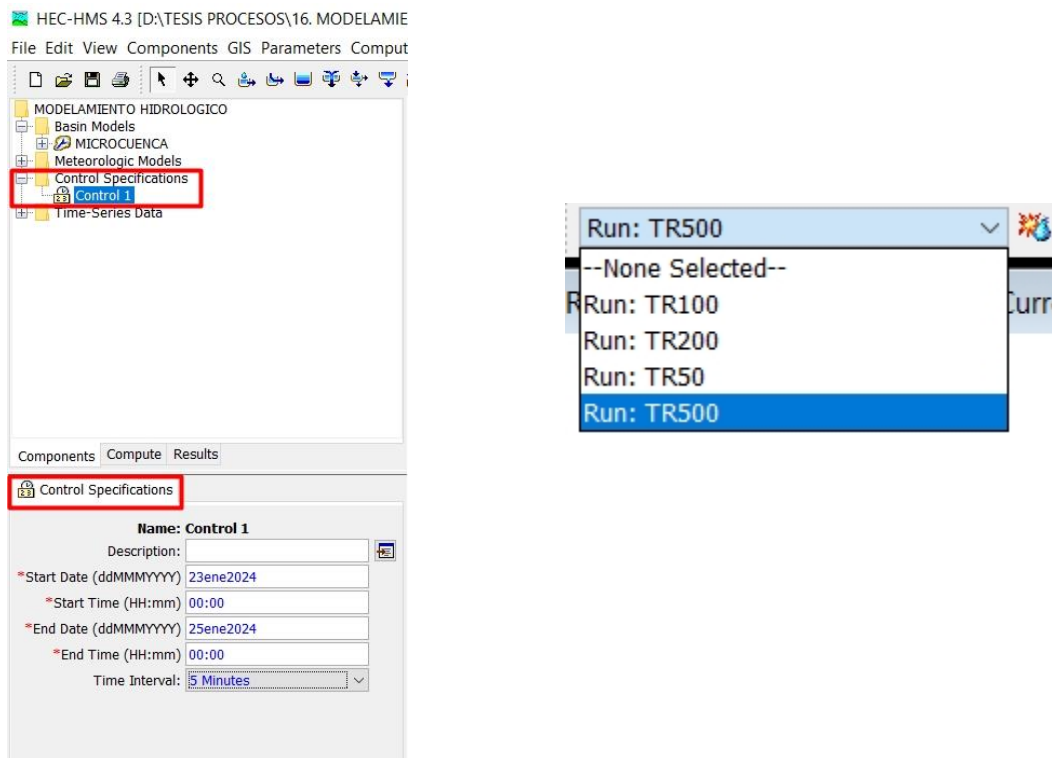 HEC-HMS 4.3 [D:\TESIS PROCESOS\16. MODELAMIE
File Edit View Components GIS Parameters Comput
MODELAMIENTO HIDROLOGICO
Basin Models
MICROCUENCA
Meteorologic Models
Control Specifications
Control 1
Time-Series Data
Components Compute Results
Control Specifications
Name: Control 1
Description:
*Start Date (ddMMMYYYY) 23ene2024
*Start Time (HH:mm) 00:00
*End Date (ddMMMYYYY) 25ene2024
*End Time (HH:mm) 00:00
Time Interval: 5 Minutes
Run: TR500
--None Selected--
Run: TR100
Run: TR200
Run: TR50
Run: TR500